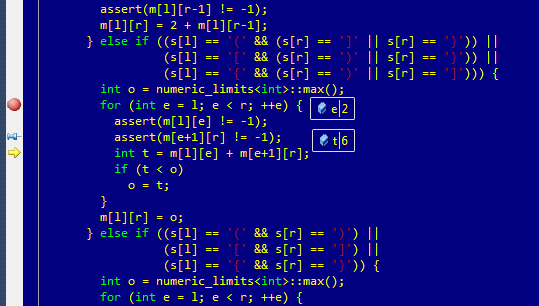 assert(m[l][r-1] != -1);
m[l][r] = 2 + m[l][r-1];
} else if ((s[l] == '(' && (s[r] == ']' || s[r] == '}')) ||
(s[l] == '[' && (s[r] == ')' || s[r] == '}')) ||
(s[l] == '{' && (s[r] == ')' || s[r] == ']'))) {
int o = numeric_limits<int>::max();
for (int e = l; e < r; ++e) { e 2
assert(m[l][e] != -1);
assert(m[e+1][r] != -1); t 6
int t = m[l][e] + m[e+1][r];
if (t < o)
o = t;
}
m[l][r] = o;
} else if ((s[l] == '(' && s[r] == ')') ||
(s[l] == '[' && s[r] == ']') ||
(s[l] == '{' && s[r] == '}')) {
int o = numeric_limits<int>::max();
for (int e = l; e < r; ++e) {